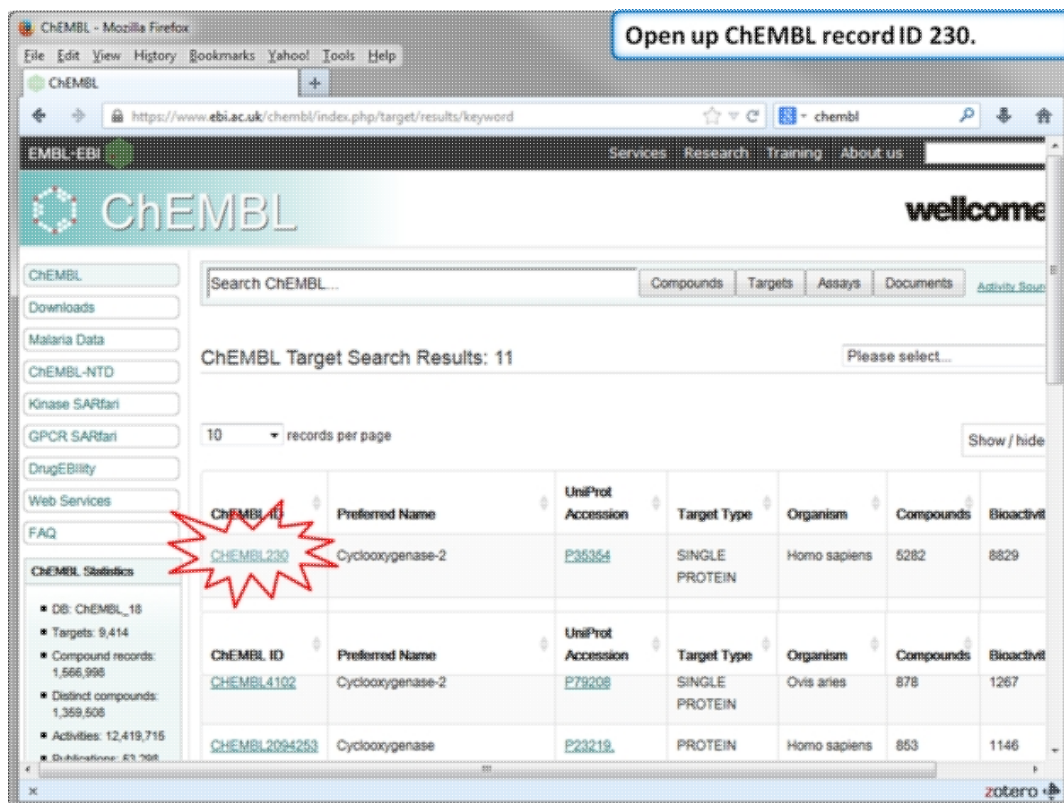 ChEMBL - Mozilla Firefox
Open up ChEMBL record ID 230.
File Edit View History Bookmarks Yahoo! Tools Help
ChEMBL +
https://www.ebi.ac.uk/chembl/index.php/target/results/keyword chembl
EMBL-EBI Services Research Training About us
ChEMBL wellcome
ChEMBL
Downloads
Malaria Data
ChEMBL-NTD
Kinase SARfari
GPCR SARfari
DrugEBIlity
Web Services
FAQ
ChEMBL Statistics
DB: ChEMBL_18
Targets: 9,414
Compound records:
1,566,998
Distinct compounds:
1,359,508
Activities: 12,419,715
Publications: 53,298
Search ChEMBL... Compounds Targets Assays Documents Activity Sour
ChEMBL Target Search Results: 11 Please select...
10 records per page Show / hide
ChEMBL ID Preferred Name UniProt Accession Target Type Organism Compounds Bioactivit
CHEMBL230 Cyclooxygenase-2 P35354 SINGLE PROTEIN Homo sapiens 5282 8829
ChEMBL ID Preferred Name UniProt Accession Target Type Organism Compounds Bioactivit
CHEMBL4102 Cyclooxygenase-2 P79208 SINGLE PROTEIN Ovis aries 878 1267
CHEMBL2094253 Cyclooxygenase P23219, PROTEIN Homo sapiens 853 1146
zotero